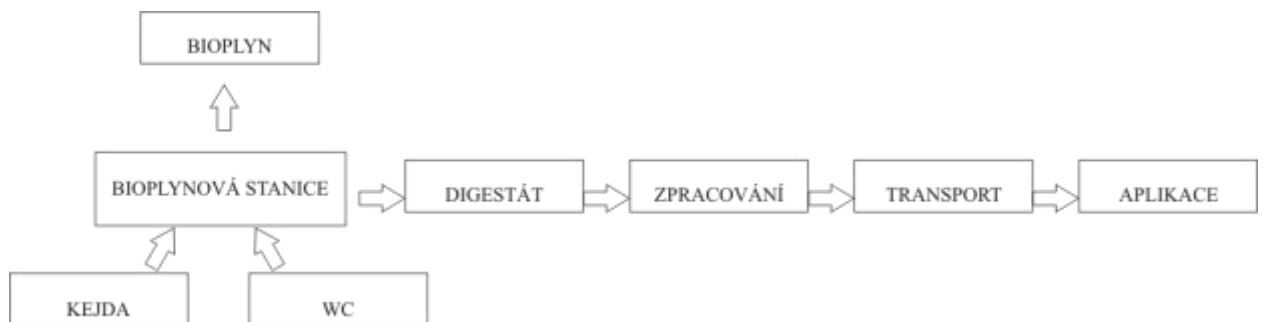 BIOPLYN
BIOPLYNOVÁ STANICE
DIGESTÁT
ZPRACOVÁNÍ
TRANSPORT
APLIKACE
KEJDA
WC